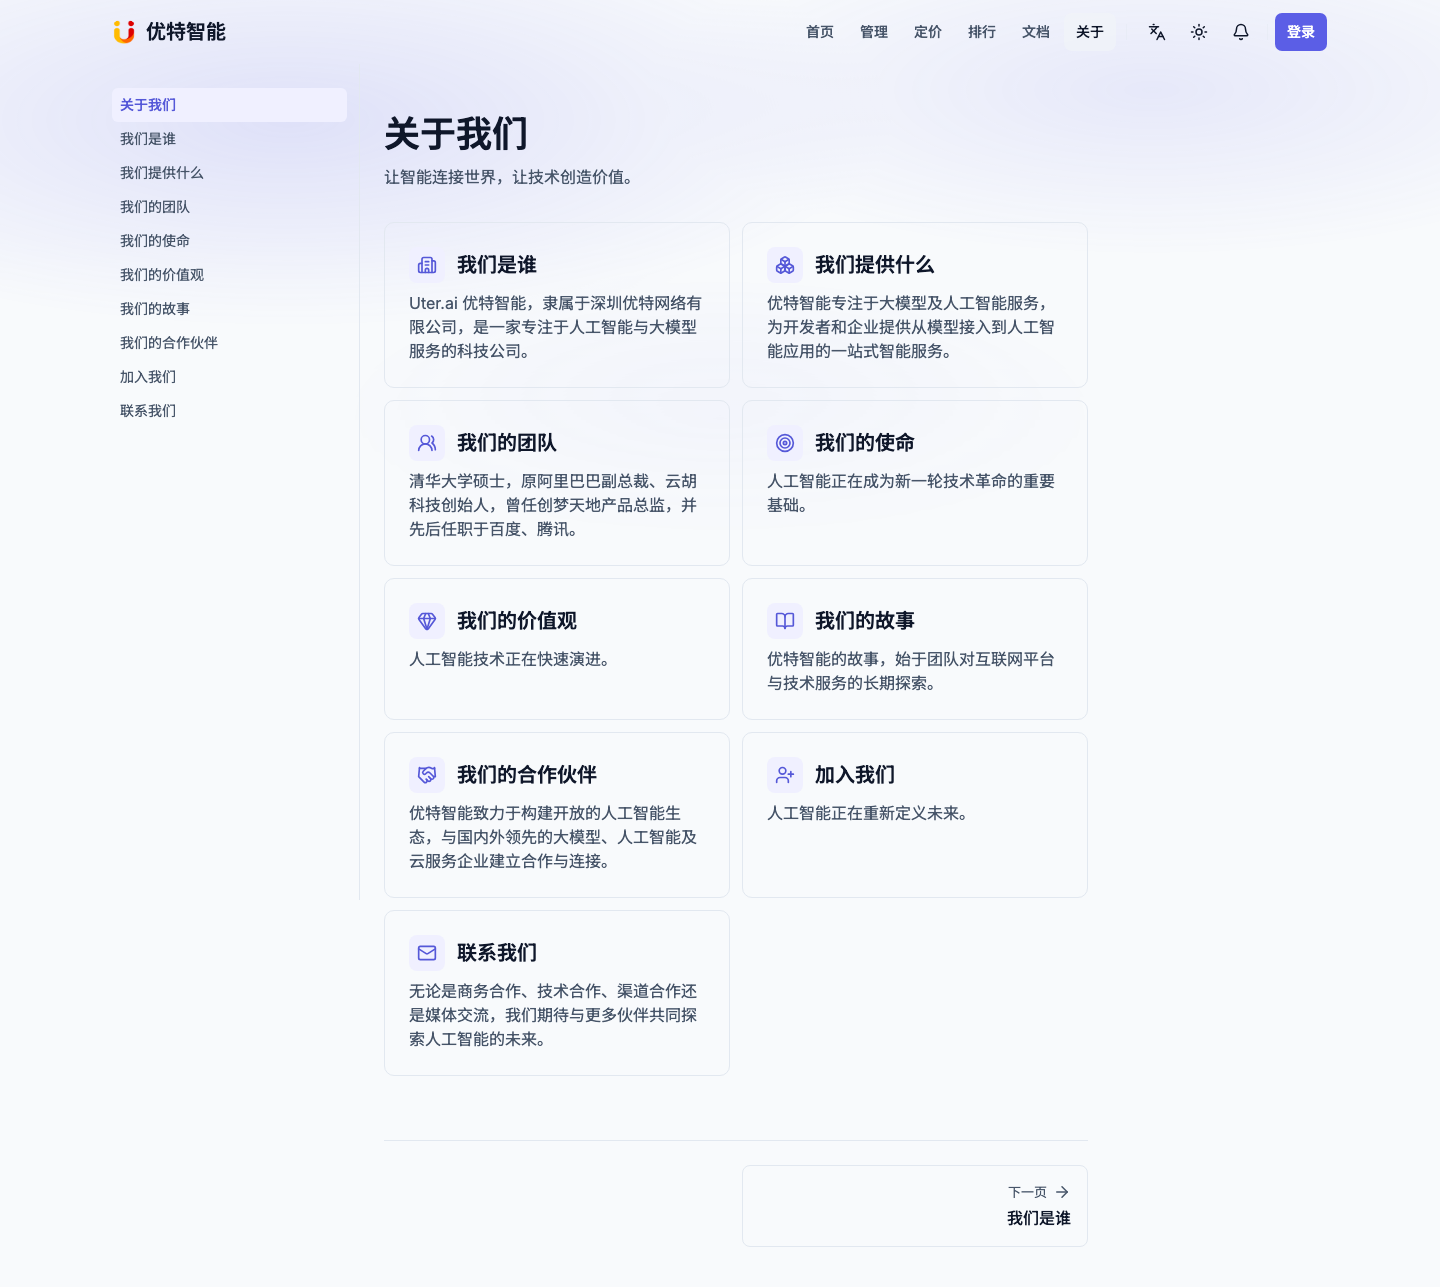 优特智能
首页
管理
定价
排行
文档
关于
登录
关于我们
我们是谁
我们提供什么
我们的团队
我们的使命
我们的价值观
我们的故事
我们的合作伙伴
加入我们
联系我们
关于我们
让智能连接世界，让技术创造价值。
我们是谁
Uter.ai 优特智能，隶属于深圳优特网络有
限公司，是一家专注于人工智能与大模型
服务的科技公司。
我们提供什么
优特智能专注于大模型及人工智能服务，
为开发者和企业提供从模型接入到人工智
能应用的一站式智能服务。
我们的团队
清华大学硕士，原阿里巴巴副总裁、云胡
科技创始人，曾任创梦天地产品总监，并
先后任职于百度、腾讯。
我们的使命
人工智能正在成为新一轮技术革命的重要
基础。
我们的价值观
人工智能技术正在快速演进。
我们的故事
优特智能的故事，始于团队对互联网平台
与技术服务的长期探索。
我们的合作伙伴
优特智能致力于构建开放的人工智能生
态，与国内外领先的大模型、人工智能及
云服务企业建立合作与连接。
加入我们
人工智能正在重新定义未来。
联系我们
无论是商务合作、技术合作、渠道合作还
是媒体交流，我们期待与更多伙伴共同探
索人工智能的未来。
下一页
我们是谁